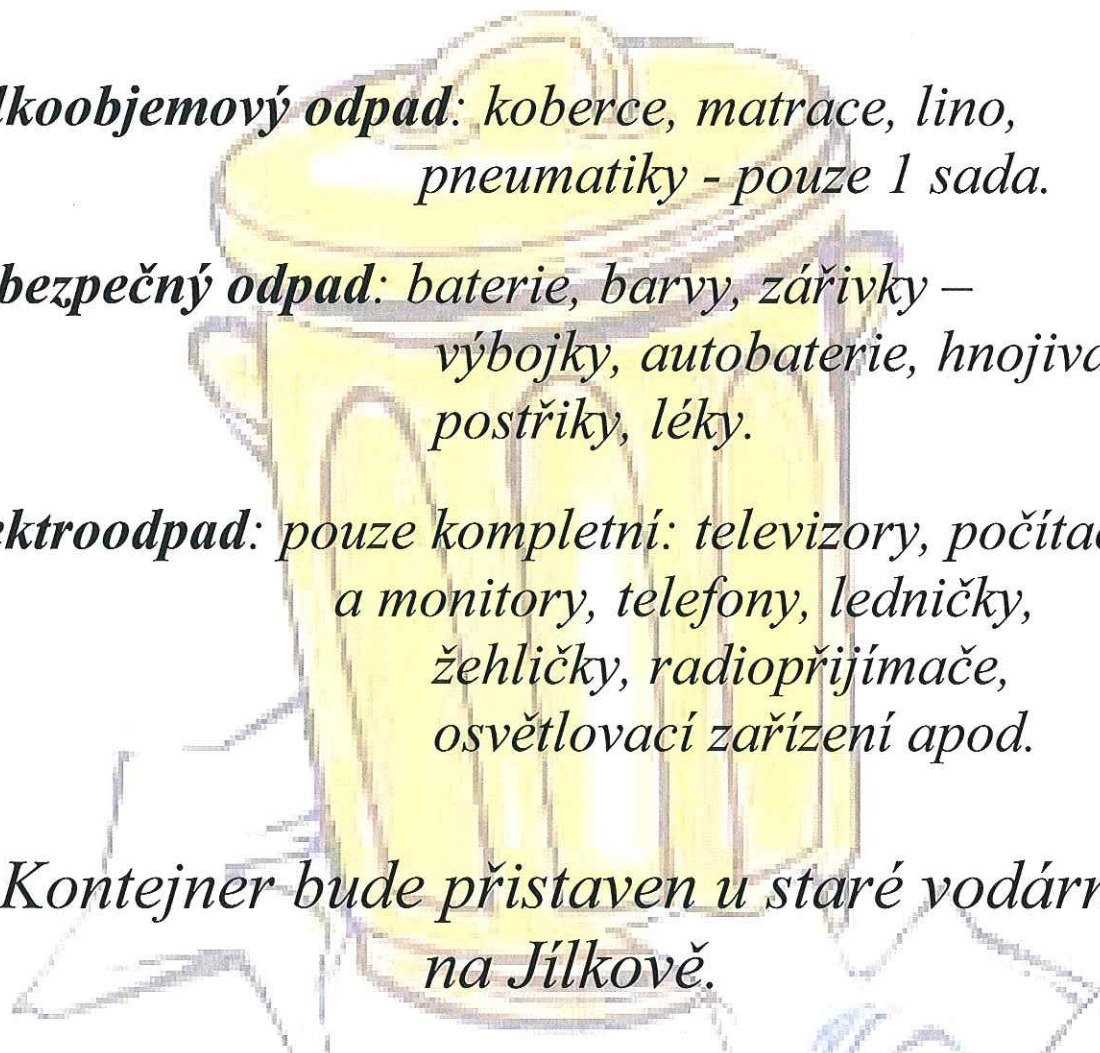 lkoobjemový odpad: koberce, matrace, lino,
pneumatiky - pouze 1 sada.
bezpečný odpad: baterie, barvy, zářivky –
výbojky, autobaterie, hnojiva
postřiky, léky.
ktroodpad: pouze kompletní: televizory, počítač
a monitory, telefony, ledničky,
žehličky, radiopřijímače,
osvětlovací zařízení apod.
Kontejner bude přistaven u staré vodárn
na Jílkově.